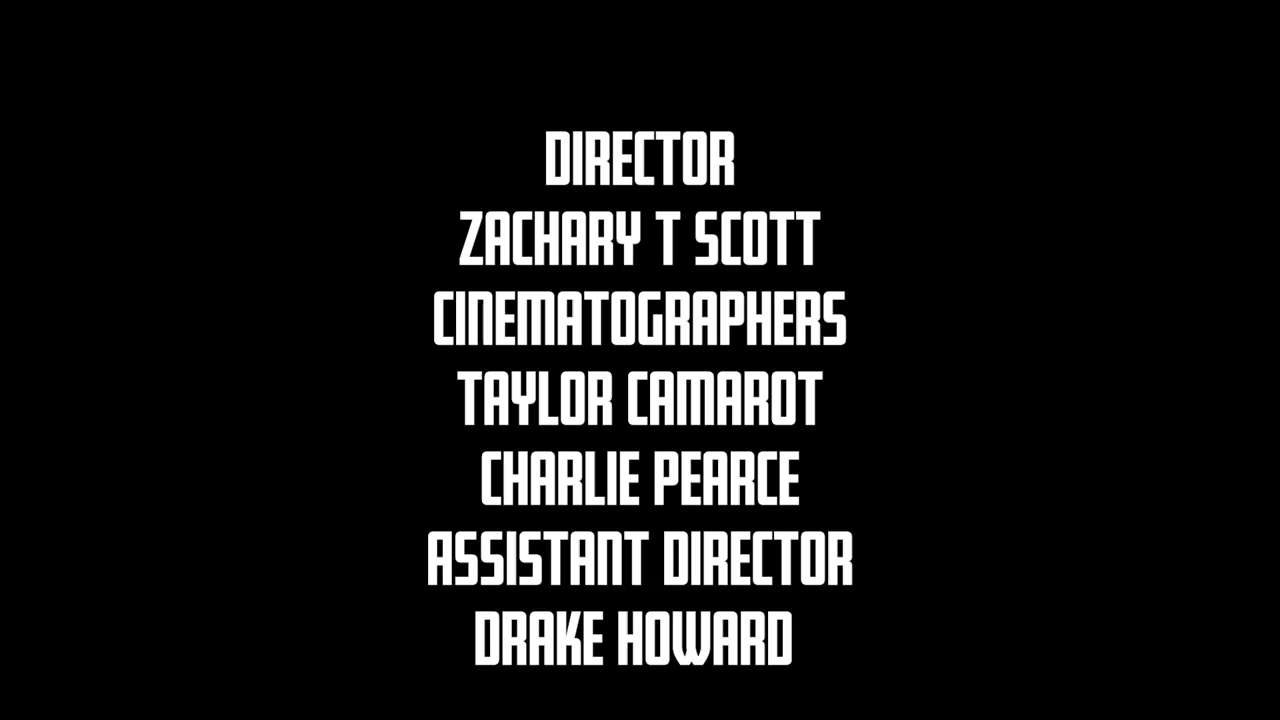 DIRECTOR
ZACHARY T SCOTT
CINEMATOGRAPHERS
TAYLOR CAMAROT
CHARLIE PEARCE
ASSISTANT DIRECTOR
DRAKE HOWARD